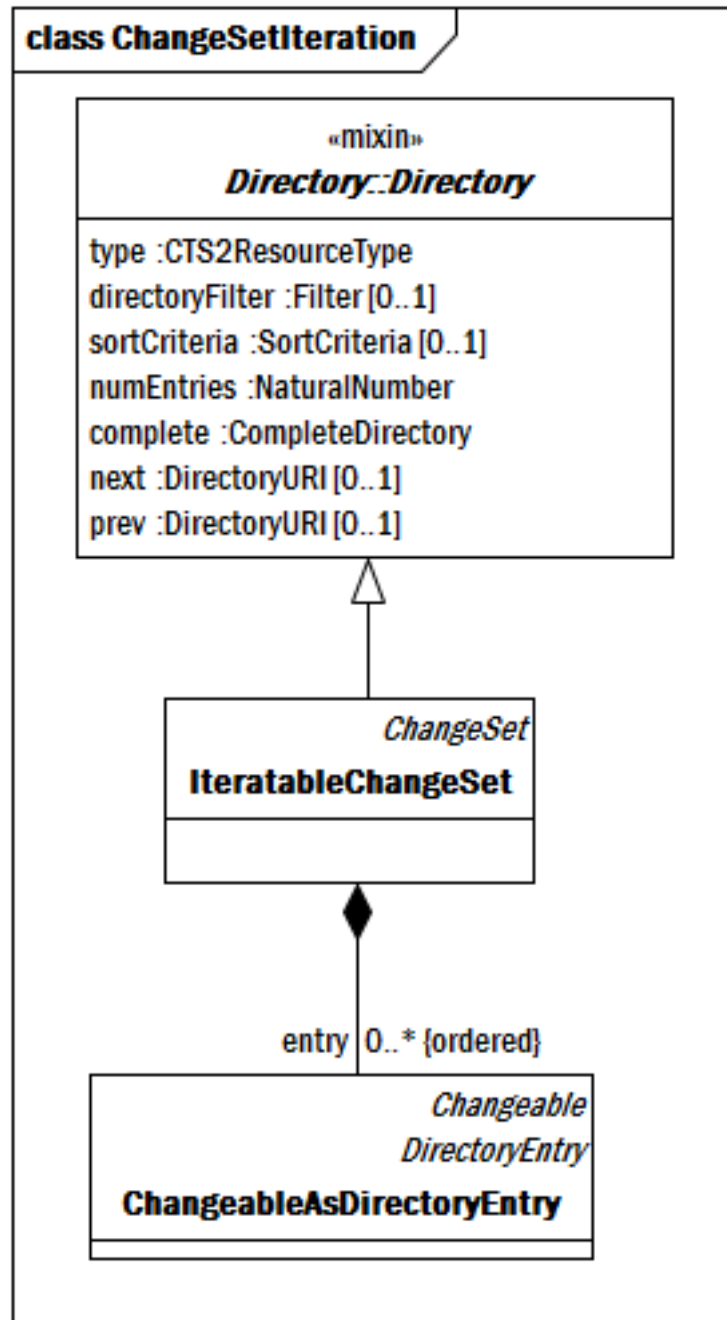 class ChangeSetIteration
«mixin»
Directory::Directory
type :CTS2ResourceType
directoryFilter :Filter [0..1]
sortCriteria :SortCriteria [0..1]
numEntries :NaturalNumber
complete :CompleteDirectory
next :DirectoryURI [0..1]
prev :DirectoryURI [0..1]
ChangeSet
IteratableChangeSet
entry 0..* {ordered}
Changeable
DirectoryEntry
ChangeableAsDirectoryEntry